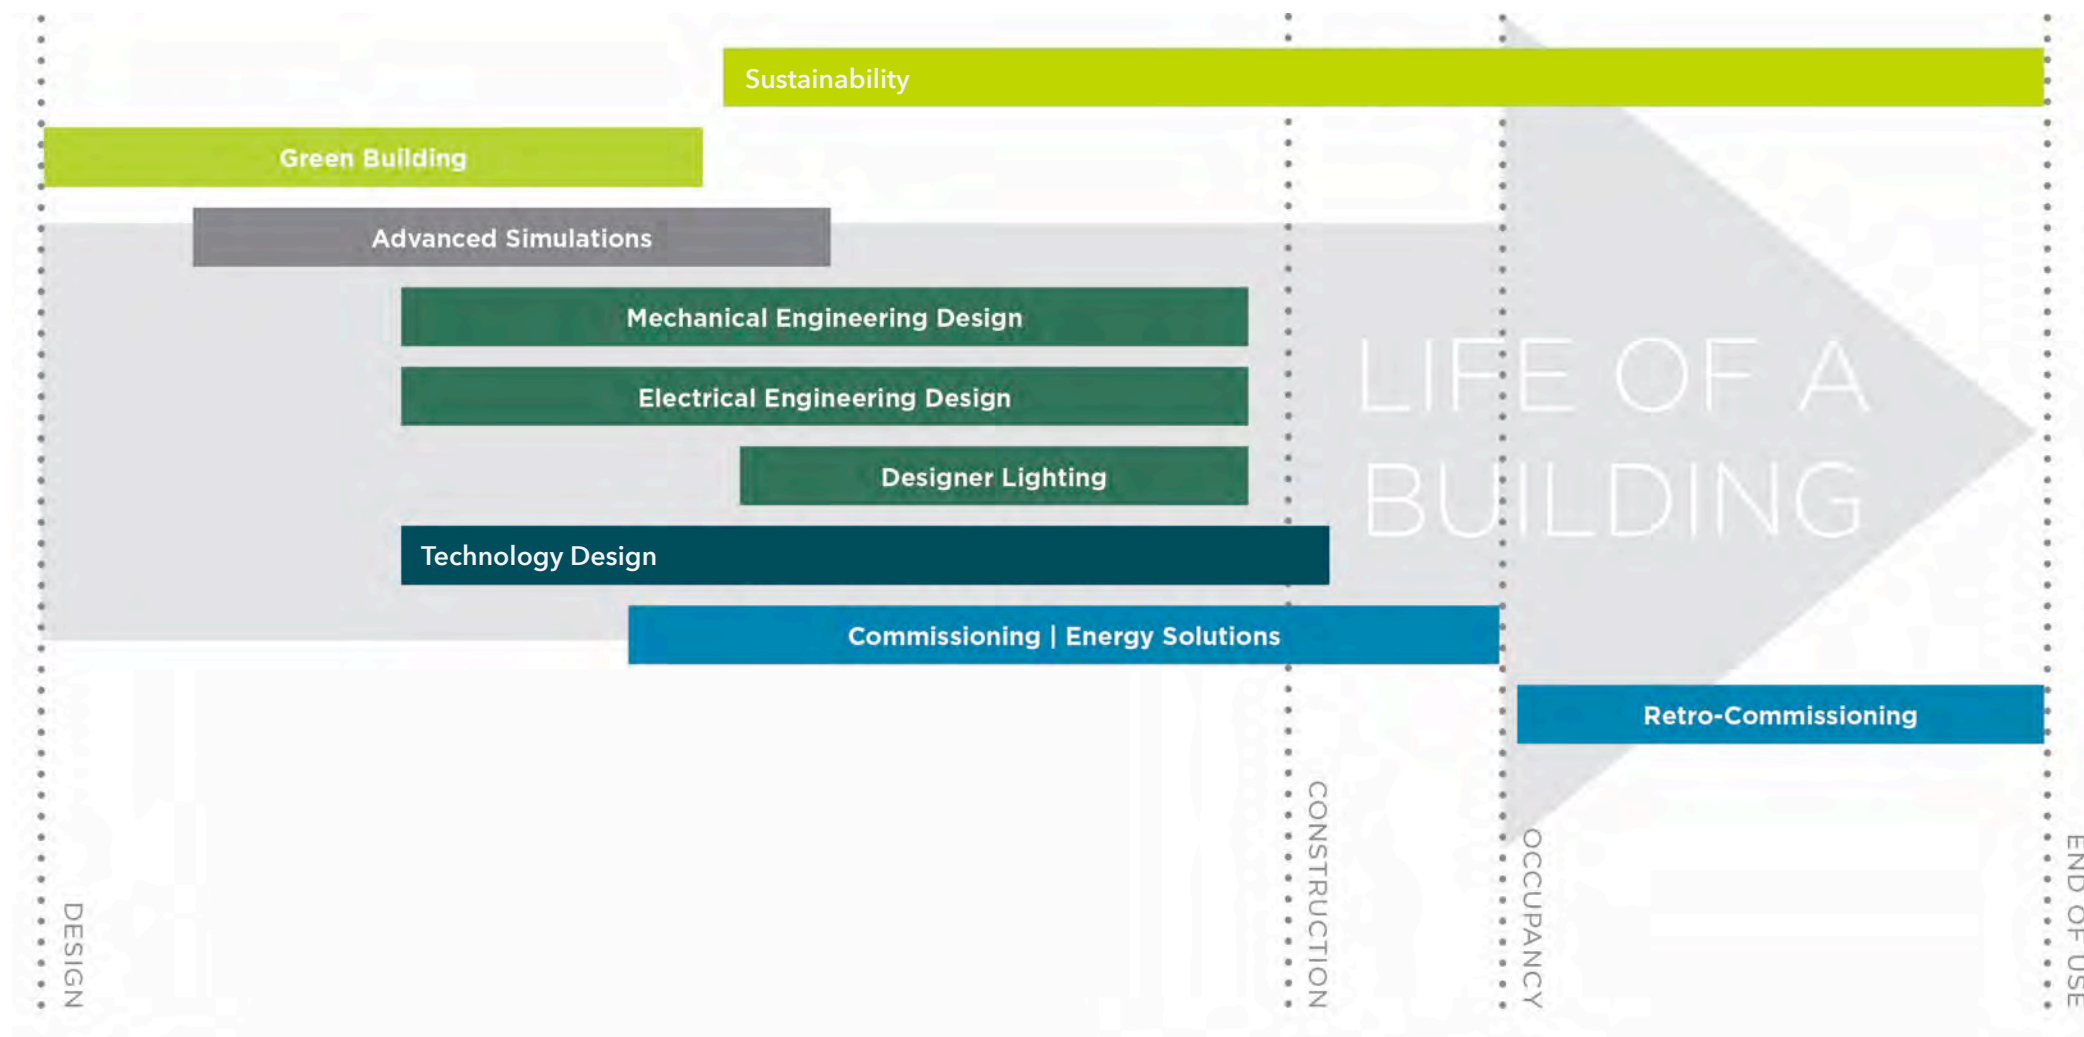 Sustainability
Green Building
Advanced Simulations
Mechanical Engineering Design
LIFE OF A
Electrical Engineering Design
BUILDING
Designer Lighting
Technology Design
Commissioning | Energy Solutions
Retro-Commissioning
DESIGN
CONSTRUCTION
OCCUPANCY
END OF USE